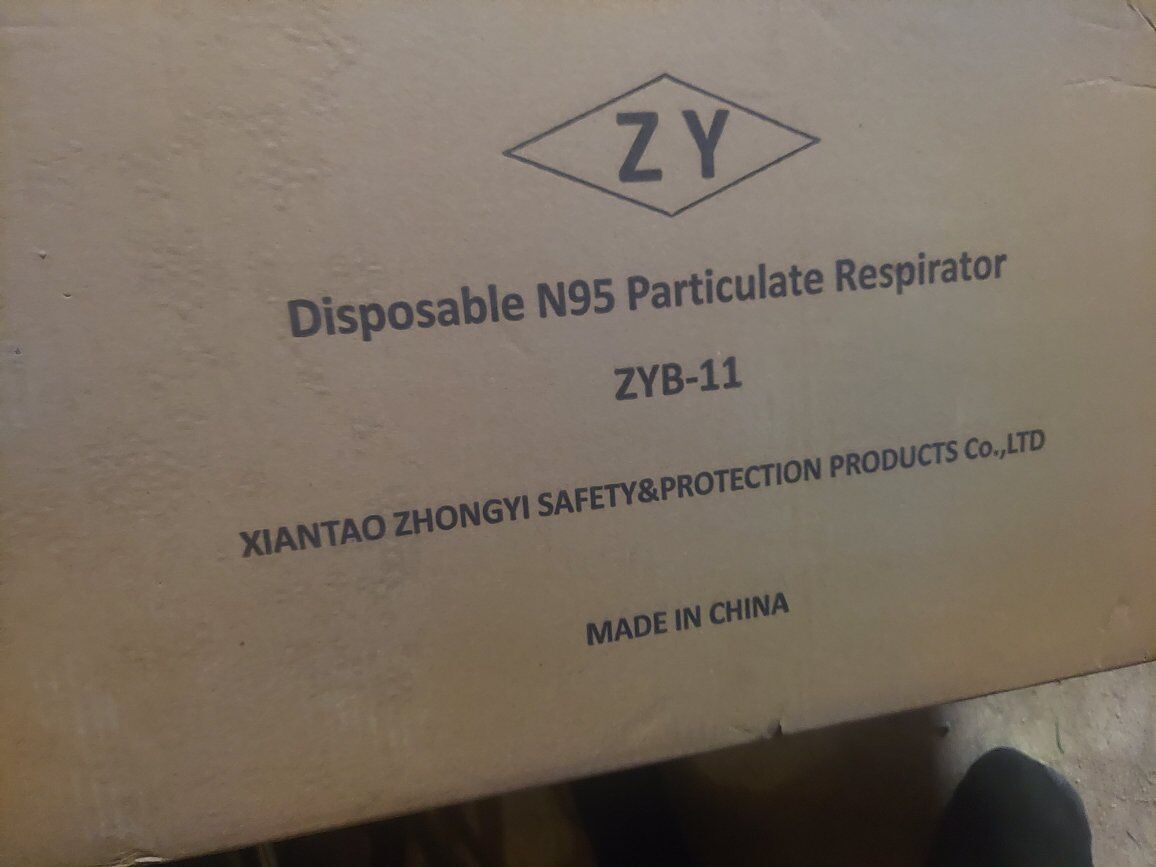 ZY
Disposable N95 Particulate Respirator
ZYB-11
XIANTAO ZHONGYI SAFETY&PROTECTION PRODUCTS Co.,LTD
MADE IN CHINA